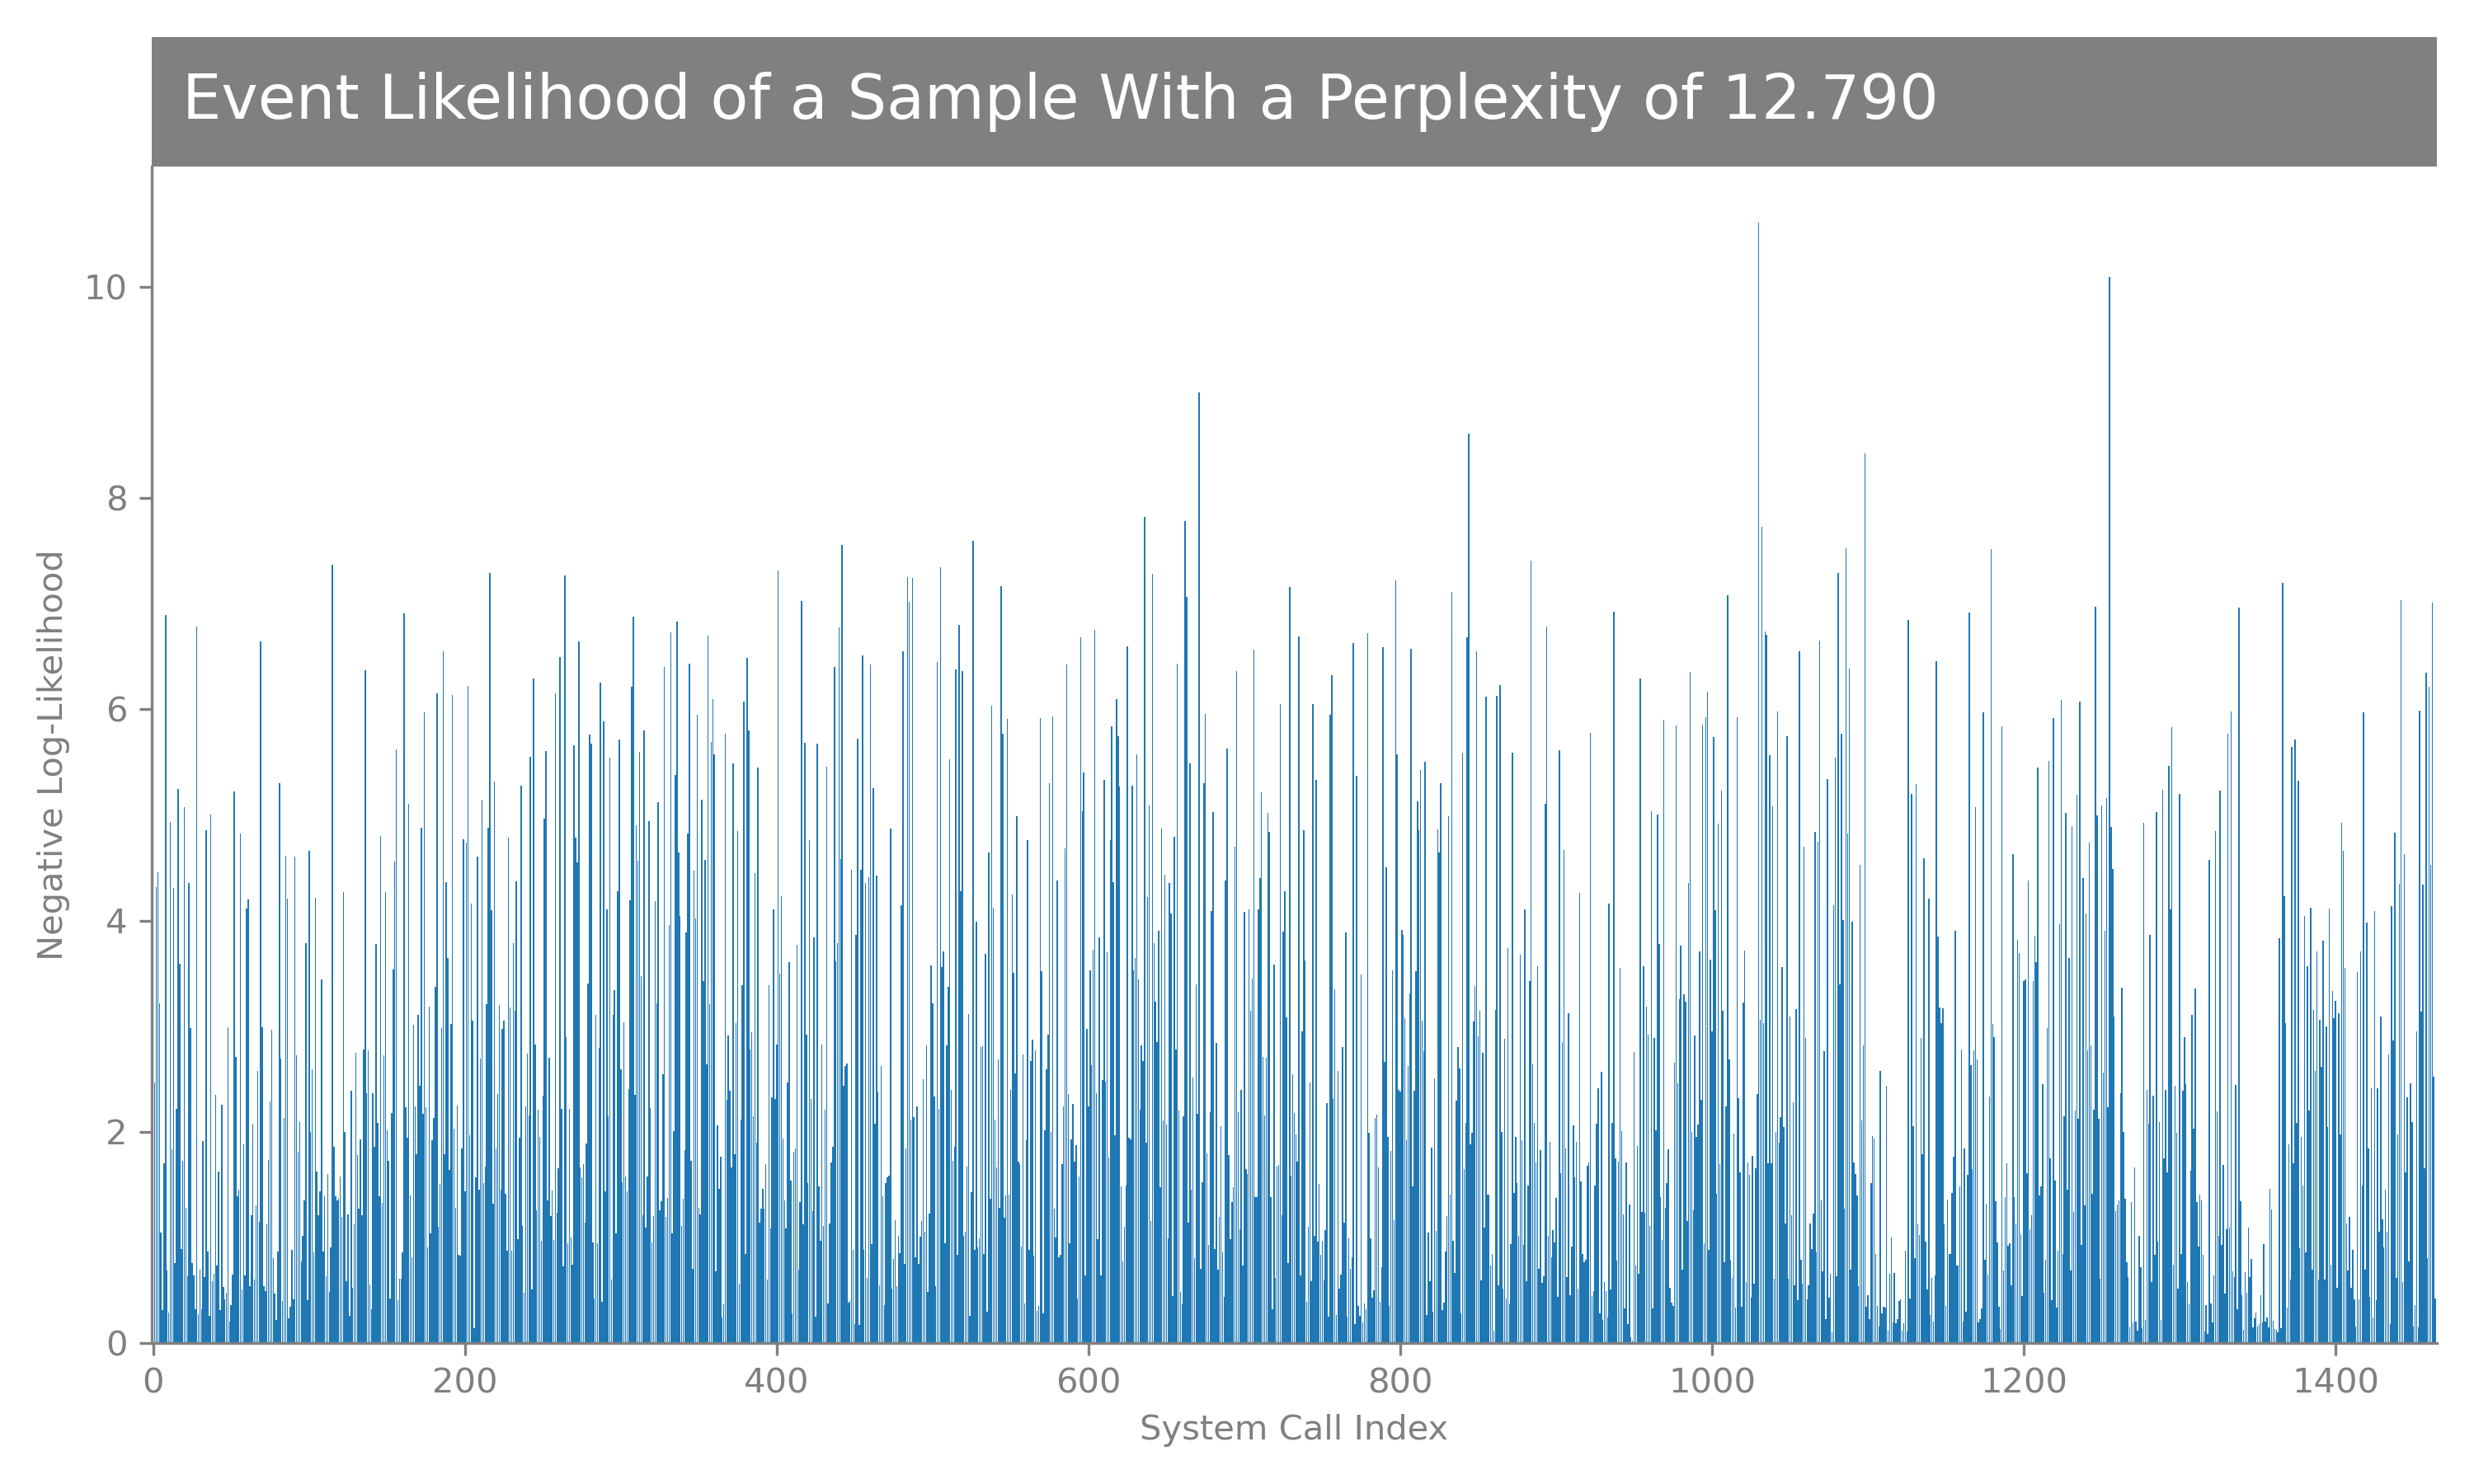 Event Likelihood of a Sample With a Perplexity of 12.790
Negative Log-Likelihood
10
8
6
4
2
0
0 200 400 600 800 1000 1200 1400
System Call Index